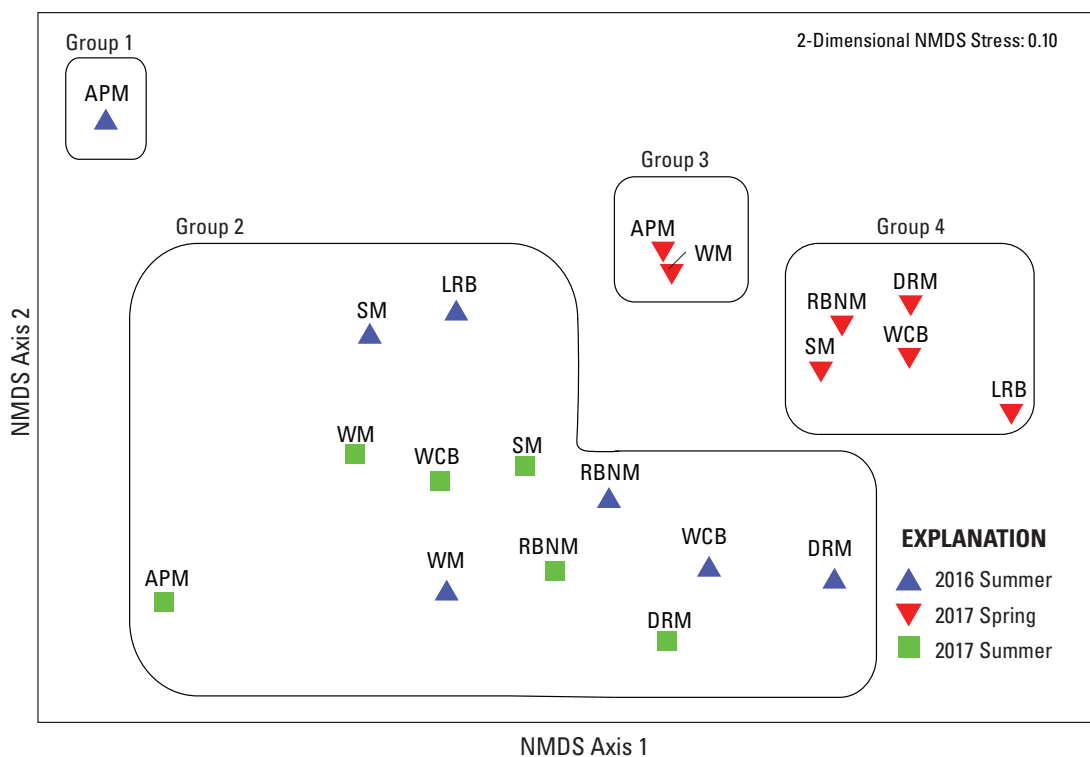 Group 1
2-Dimensional NMDS Stress: 0.10
APM
Group 3
Group 2
APM
WM
Group 4
LRB
SM
DRM
RBNM
WCB
SM
LRB
NMDS Axis 2
WM
WCB
SM
RBNM
EXPLANATION
APM
WM
RBNM
WCB
DRM
2016 Summer
DRM
2017 Spring
2017 Summer
NMDS Axis 1